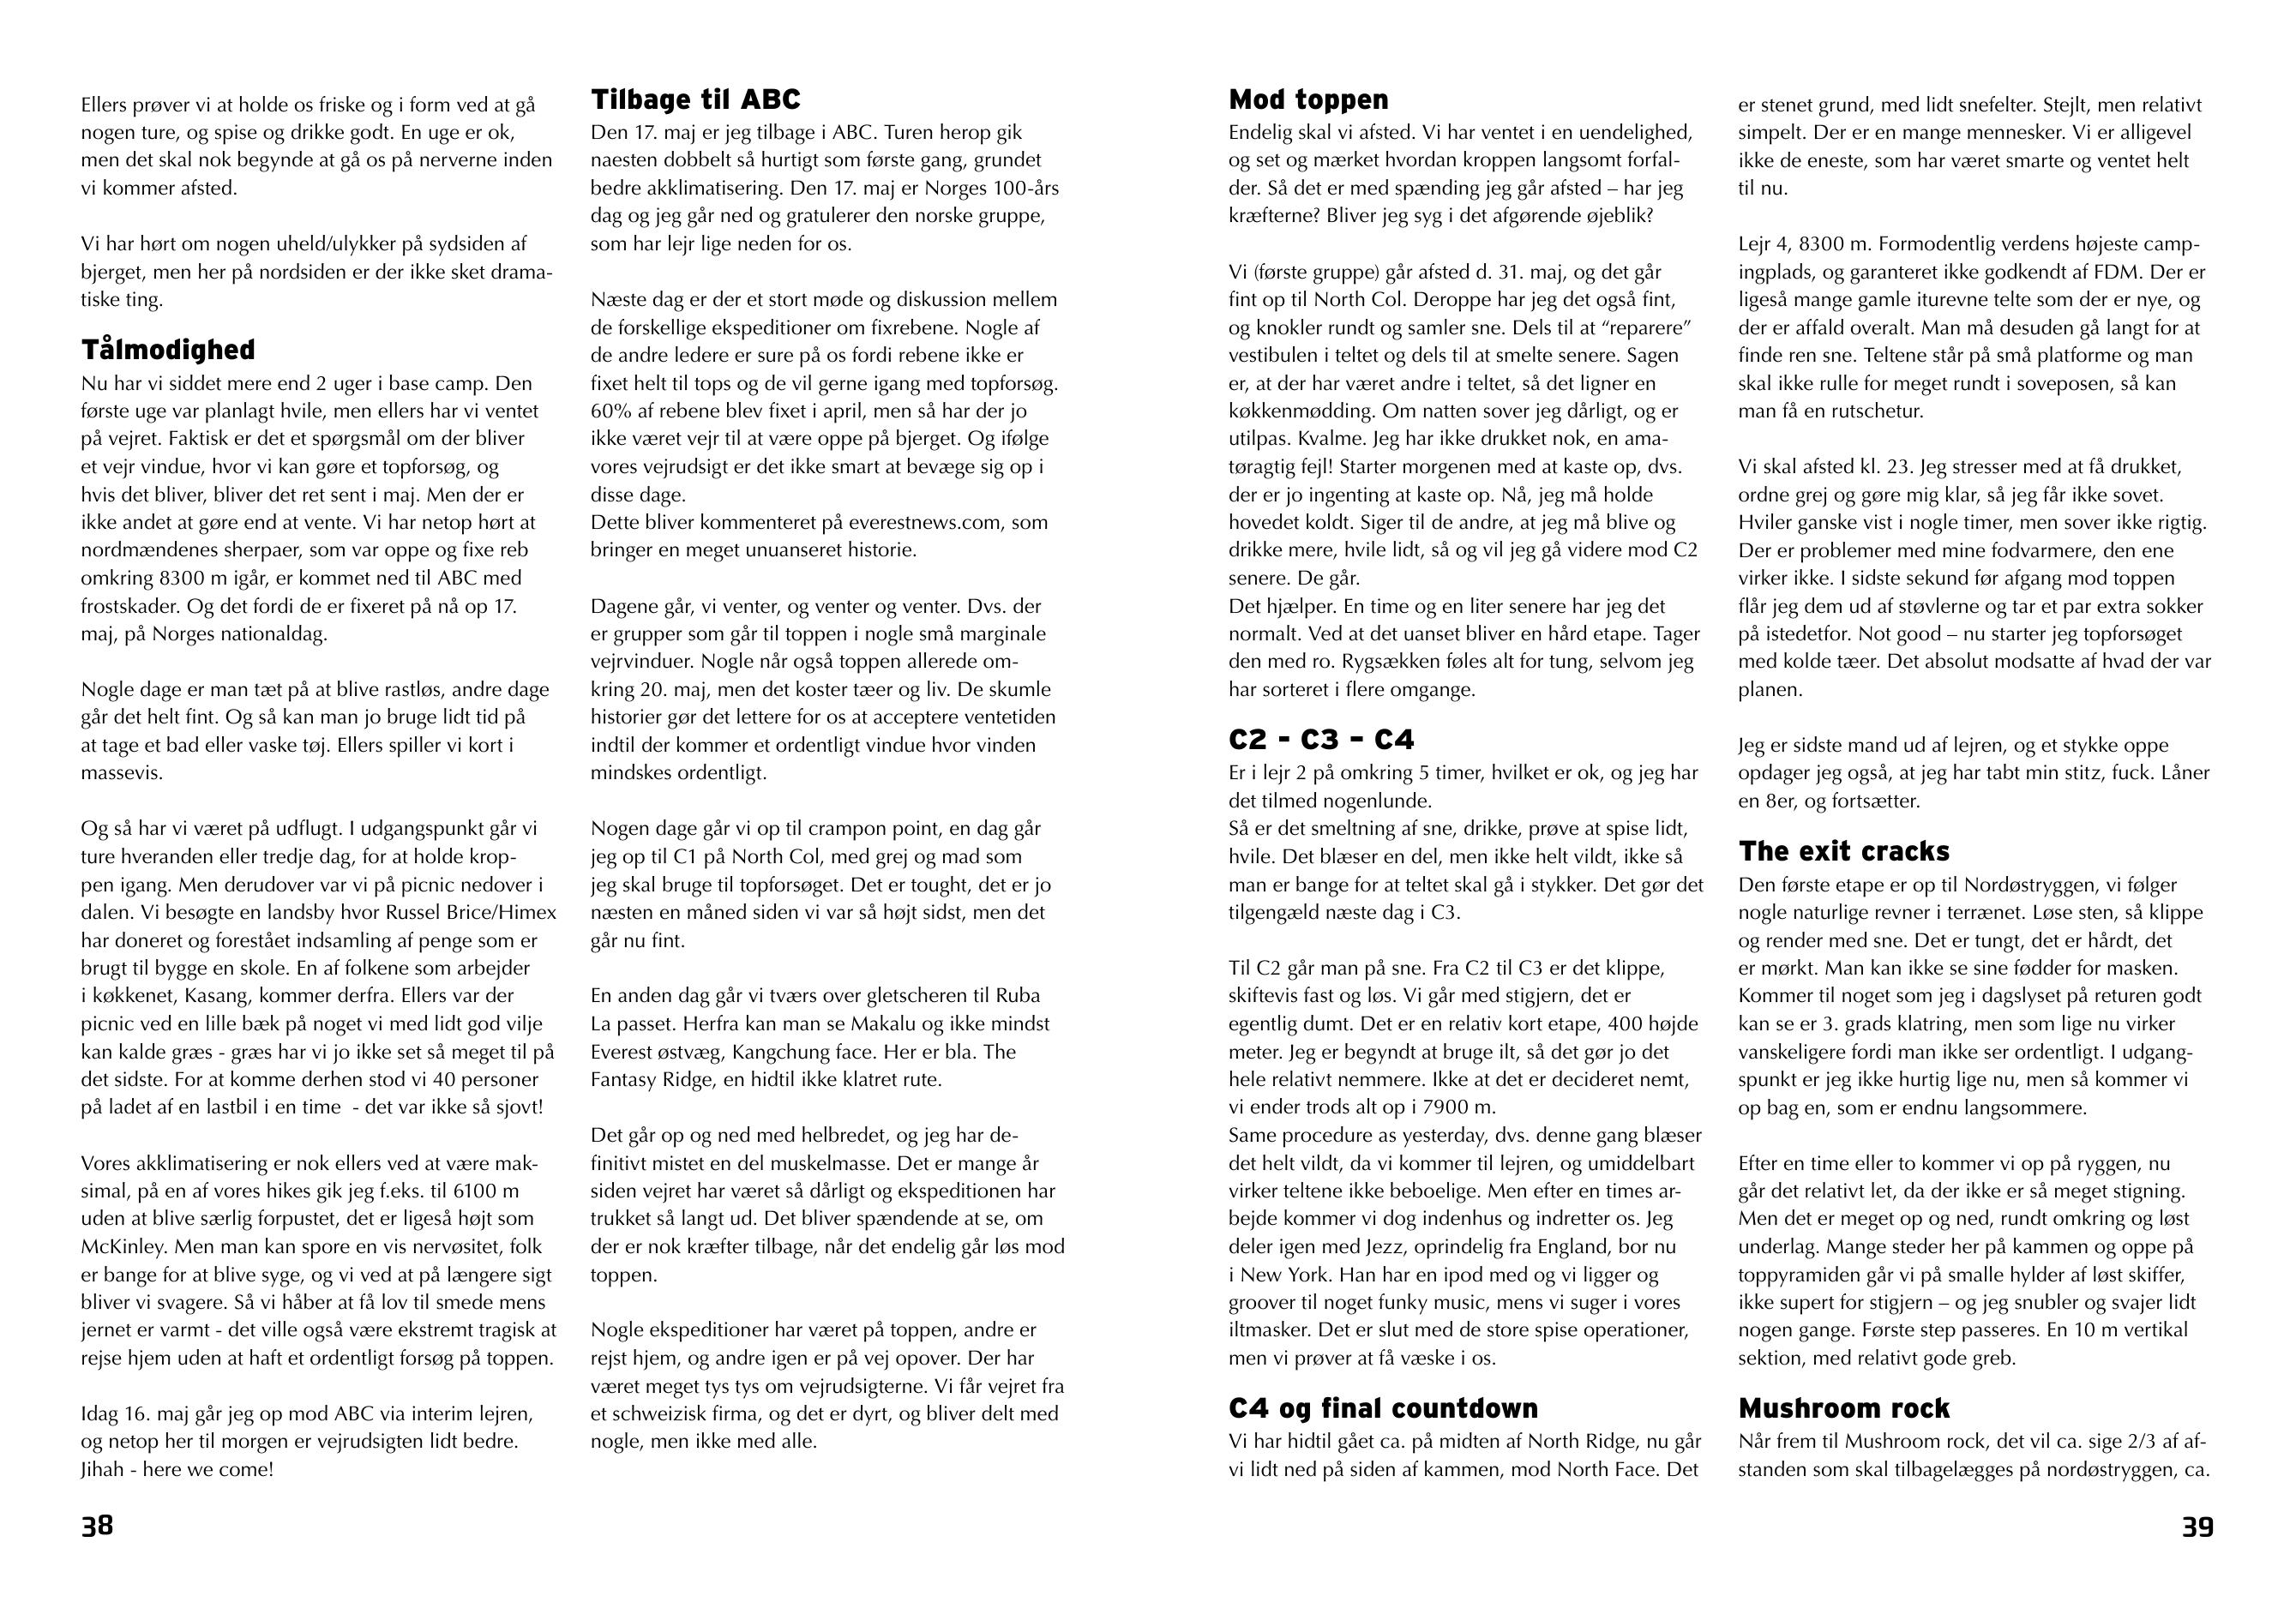 Ellers prøver vi at holde os friske og i form ved at gå
nogen ture, og spise og drikke godt. En uge er ok,
men det skal nok begynde at gå os på nerverne inden
vi kommer afsted.
Vi har hørt om nogen uheld/ulykker på sydsiden af
bjerget, men her på nordsiden er der ikke sket drama-
tiske ting.
Tålmodighed
Nu har vi siddet mere end 2 uger i base camp. Den
første uge var planlagt hvile, men ellers har vi ventet
på vejret. Faktisk er det et spørgsmål om der bliver
et vejr vindue, hvor vi kan gøre et topforsøg, og
hvis det bliver, bliver det ret sent i maj. Men der er
ikke andet at gøre end at vente. Vi har netop hørt at
nordmændenes sherpaer, som var oppe og fixe reb
omkring 8300 m igår, er kommet ned til ABC med
frostskader. Og det fordi de er fixeret på nå op 17.
maj, på Norges nationaldag.
Nogle dage er man tæt på at blive rastløs, andre dage
går det helt fint. Og så kan man jo bruge lidt tid på
at tage et bad eller vaske tøj. Ellers spiller vi kort i
massevis.
Og så har vi været på udflugt. I udgangspunkt går vi
ture hveranden eller tredje dag, for at holde krop-
pen igang. Men derudover var vi på picnic nedover i
dalen. Vi besøgte en landsby hvor Russel Brice/Himex
har doneret og forestået indsamling af penge som er
brugt til bygge en skole. En af folkene som arbejder
i køkkenet, Kasang, kommer derfra. Ellers var der
picnic ved en lille bæk på noget vi med lidt god vilje
kan kalde græs - græs har vi jo ikke set så meget til på
det sidste. For at komme derhen stod vi 40 personer
på ladet af en lastbil i en time  - det var ikke så sjovt!
Vores akklimatisering er nok ellers ved at være mak-
simal, på en af vores hikes gik jeg f.eks. til 6100 m
uden at blive særlig forpustet, det er ligeså højt som
McKinley. Men man kan spore en vis nervøsitet, folk
er bange for at blive syge, og vi ved at på længere sigt
bliver vi svagere. Så vi håber at få lov til smede mens
jernet er varmt - det ville også være ekstremt tragisk at
rejse hjem uden at haft et ordentligt forsøg på toppen.
Idag 16. maj går jeg op mod ABC via interim lejren,
og netop her til morgen er vejrudsigten lidt bedre.
Jihah - here we come!
38
Tilbage til ABC
Den 17. maj er jeg tilbage i ABC. Turen herop gik
naesten dobbelt så hurtigt som første gang, grundet
bedre akklimatisering. Den 17. maj er Norges 100-års
dag og jeg går ned og gratulerer den norske gruppe,
som har lejr lige neden for os.
Næste dag er der et stort møde og diskussion mellem
de forskellige ekspeditioner om fixrebene. Nogle af
de andre ledere er sure på os fordi rebene ikke er
fixet helt til tops og de vil gerne igang med topforsøg.
60% af rebene blev fixet i april, men så har der jo
ikke været vejr til at være oppe på bjerget. Og ifølge
vores vejrudsigt er det ikke smart at bevæge sig op i
disse dage.
Dette bliver kommenteret på everestnews.com, som
bringer en meget unuanseret historie.
Dagene går, vi venter, og venter og venter. Dvs. der
er grupper som går til toppen i nogle små marginale
vejrvinduer. Nogle når også toppen allerede om-
kring 20. maj, men det koster tæer og liv. De skumle
historier gør det lettere for os at acceptere ventetiden
indtil der kommer et ordentligt vindue hvor vinden
mindskes ordentligt.
Nogen dage går vi op til crampon point, en dag går
jeg op til C1 på North Col, med grej og mad som
jeg skal bruge til topforsøget. Det er tought, det er jo
næsten en måned siden vi var så højt sidst, men det
går nu fint.
En anden dag går vi tværs over gletscheren til Ruba
La passet. Herfra kan man se Makalu og ikke mindst
Everest østvæg, Kangchung face. Her er bla. The
Fantasy Ridge, en hidtil ikke klatret rute.
Det går op og ned med helbredet, og jeg har de-
finitivt mistet en del muskelmasse. Det er mange år
siden vejret har været så dårligt og ekspeditionen har
trukket så langt ud. Det bliver spændende at se, om
der er nok kræfter tilbage, når det endelig går løs mod
toppen.
Nogle ekspeditioner har været på toppen, andre er
rejst hjem, og andre igen er på vej opover. Der har
været meget tys tys om vejrudsigterne. Vi får vejret fra
et schweizisk firma, og det er dyrt, og bliver delt med
nogle, men ikke med alle.
Mod toppen
Endelig skal vi afsted. Vi har ventet i en uendelighed,
og set og mærket hvordan kroppen langsomt forfal-
der. Så det er med spænding jeg går afsted – har jeg
kræfterne? Bliver jeg syg i det afgørende øjeblik?
Vi (første gruppe) går afsted d. 31. maj, og det går
fint op til North Col. Deroppe har jeg det også fint,
og knokler rundt og samler sne. Dels til at “reparere”
vestibulen i teltet og dels til at smelte senere. Sagen
er, at der har været andre i teltet, så det ligner en
køkkenmødding. Om natten sover jeg dårligt, og er
utilpas. Kvalme. Jeg har ikke drukket nok, en ama-
tøragtig fejl! Starter morgenen med at kaste op, dvs.
der er jo ingenting at kaste op. Nå, jeg må holde
hovedet koldt. Siger til de andre, at jeg må blive og
drikke mere, hvile lidt, så og vil jeg gå videre mod C2
senere. De går.
Det hjælper. En time og en liter senere har jeg det
normalt. Ved at det uanset bliver en hård etape. Tager
den med ro. Rygsækken føles alt for tung, selvom jeg
har sorteret i flere omgange.
C2 - C3 – C4
Er i lejr 2 på omkring 5 timer, hvilket er ok, og jeg har
det tilmed nogenlunde.
Så er det smeltning af sne, drikke, prøve at spise lidt,
hvile. Det blæser en del, men ikke helt vildt, ikke så
man er bange for at teltet skal gå i stykker. Det gør det
tilgengæld næste dag i C3.
Til C2 går man på sne. Fra C2 til C3 er det klippe,
skiftevis fast og løs. Vi går med stigjern, det er
egentlig dumt. Det er en relativ kort etape, 400 højde
meter. Jeg er begyndt at bruge ilt, så det gør jo det
hele relativt nemmere. Ikke at det er decideret nemt,
vi ender trods alt op i 7900 m.
Same procedure as yesterday, dvs. denne gang blæser
det helt vildt, da vi kommer til lejren, og umiddelbart
virker teltene ikke beboelige. Men efter en times ar-
bejde kommer vi dog indenhus og indretter os. Jeg
deler igen med Jezz, oprindelig fra England, bor nu
i New York. Han har en ipod med og vi ligger og
groover til noget funky music, mens vi suger i vores
iltmasker. Det er slut med de store spise operationer,
men vi prøver at få væske i os.
C4 og final countdown
Vi har hidtil gået ca. på midten af North Ridge, nu går
vi lidt ned på siden af kammen, mod North Face. Det
er stenet grund, med lidt snefelter. Stejlt, men relativt
simpelt. Der er en mange mennesker. Vi er alligevel
ikke de eneste, som har været smarte og ventet helt
til nu.
Lejr 4, 8300 m. Formodentlig verdens højeste camp-
ingplads, og garanteret ikke godkendt af FDM. Der er
ligeså mange gamle iturevne telte som der er nye, og
der er affald overalt. Man må desuden gå langt for at
finde ren sne. Teltene står på små platforme og man
skal ikke rulle for meget rundt i soveposen, så kan
man få en rutschetur.
Vi skal afsted kl. 23. Jeg stresser med at få drukket,
ordne grej og gøre mig klar, så jeg får ikke sovet.
Hviler ganske vist i nogle timer, men sover ikke rigtig.
Der er problemer med mine fodvarmere, den ene
virker ikke. I sidste sekund før afgang mod toppen
flår jeg dem ud af støvlerne og tar et par extra sokker
på istedetfor. Not good – nu starter jeg topforsøget
med kolde tæer. Det absolut modsatte af hvad der var
planen.
Jeg er sidste mand ud af lejren, og et stykke oppe
opdager jeg også, at jeg har tabt min stitz, fuck. Låner
en 8er, og fortsætter.
The exit cracks
Den første etape er op til Nordøstryggen, vi følger
nogle naturlige revner i terrænet. Løse sten, så klippe
og render med sne. Det er tungt, det er hårdt, det
er mørkt. Man kan ikke se sine fødder for masken.
Kommer til noget som jeg i dagslyset på returen godt
kan se er 3. grads klatring, men som lige nu virker
vanskeligere fordi man ikke ser ordentligt. I udgang-
spunkt er jeg ikke hurtig lige nu, men så kommer vi
op bag en, som er endnu langsommere.
Efter en time eller to kommer vi op på ryggen, nu
går det relativt let, da der ikke er så meget stigning.
Men det er meget op og ned, rundt omkring og løst
underlag. Mange steder her på kammen og oppe på
toppyramiden går vi på smalle hylder af løst skiffer,
ikke supert for stigjern – og jeg snubler og svajer lidt
nogen gange. Første step passeres. En 10 m vertikal
sektion, med relativt gode greb.
Mushroom rock
Når frem til Mushroom rock, det vil ca. sige 2/3 af af-
standen som skal tilbagelægges på nordøstryggen, ca.
39